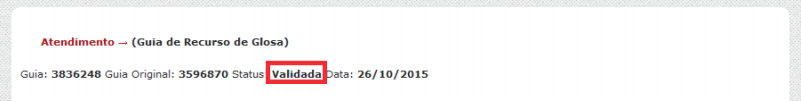 Atendimento → (Guia de Recurso de Glosa)
Guia: 3836248 Guia Original: 3596870 Status: Validada Data: 26/10/2015